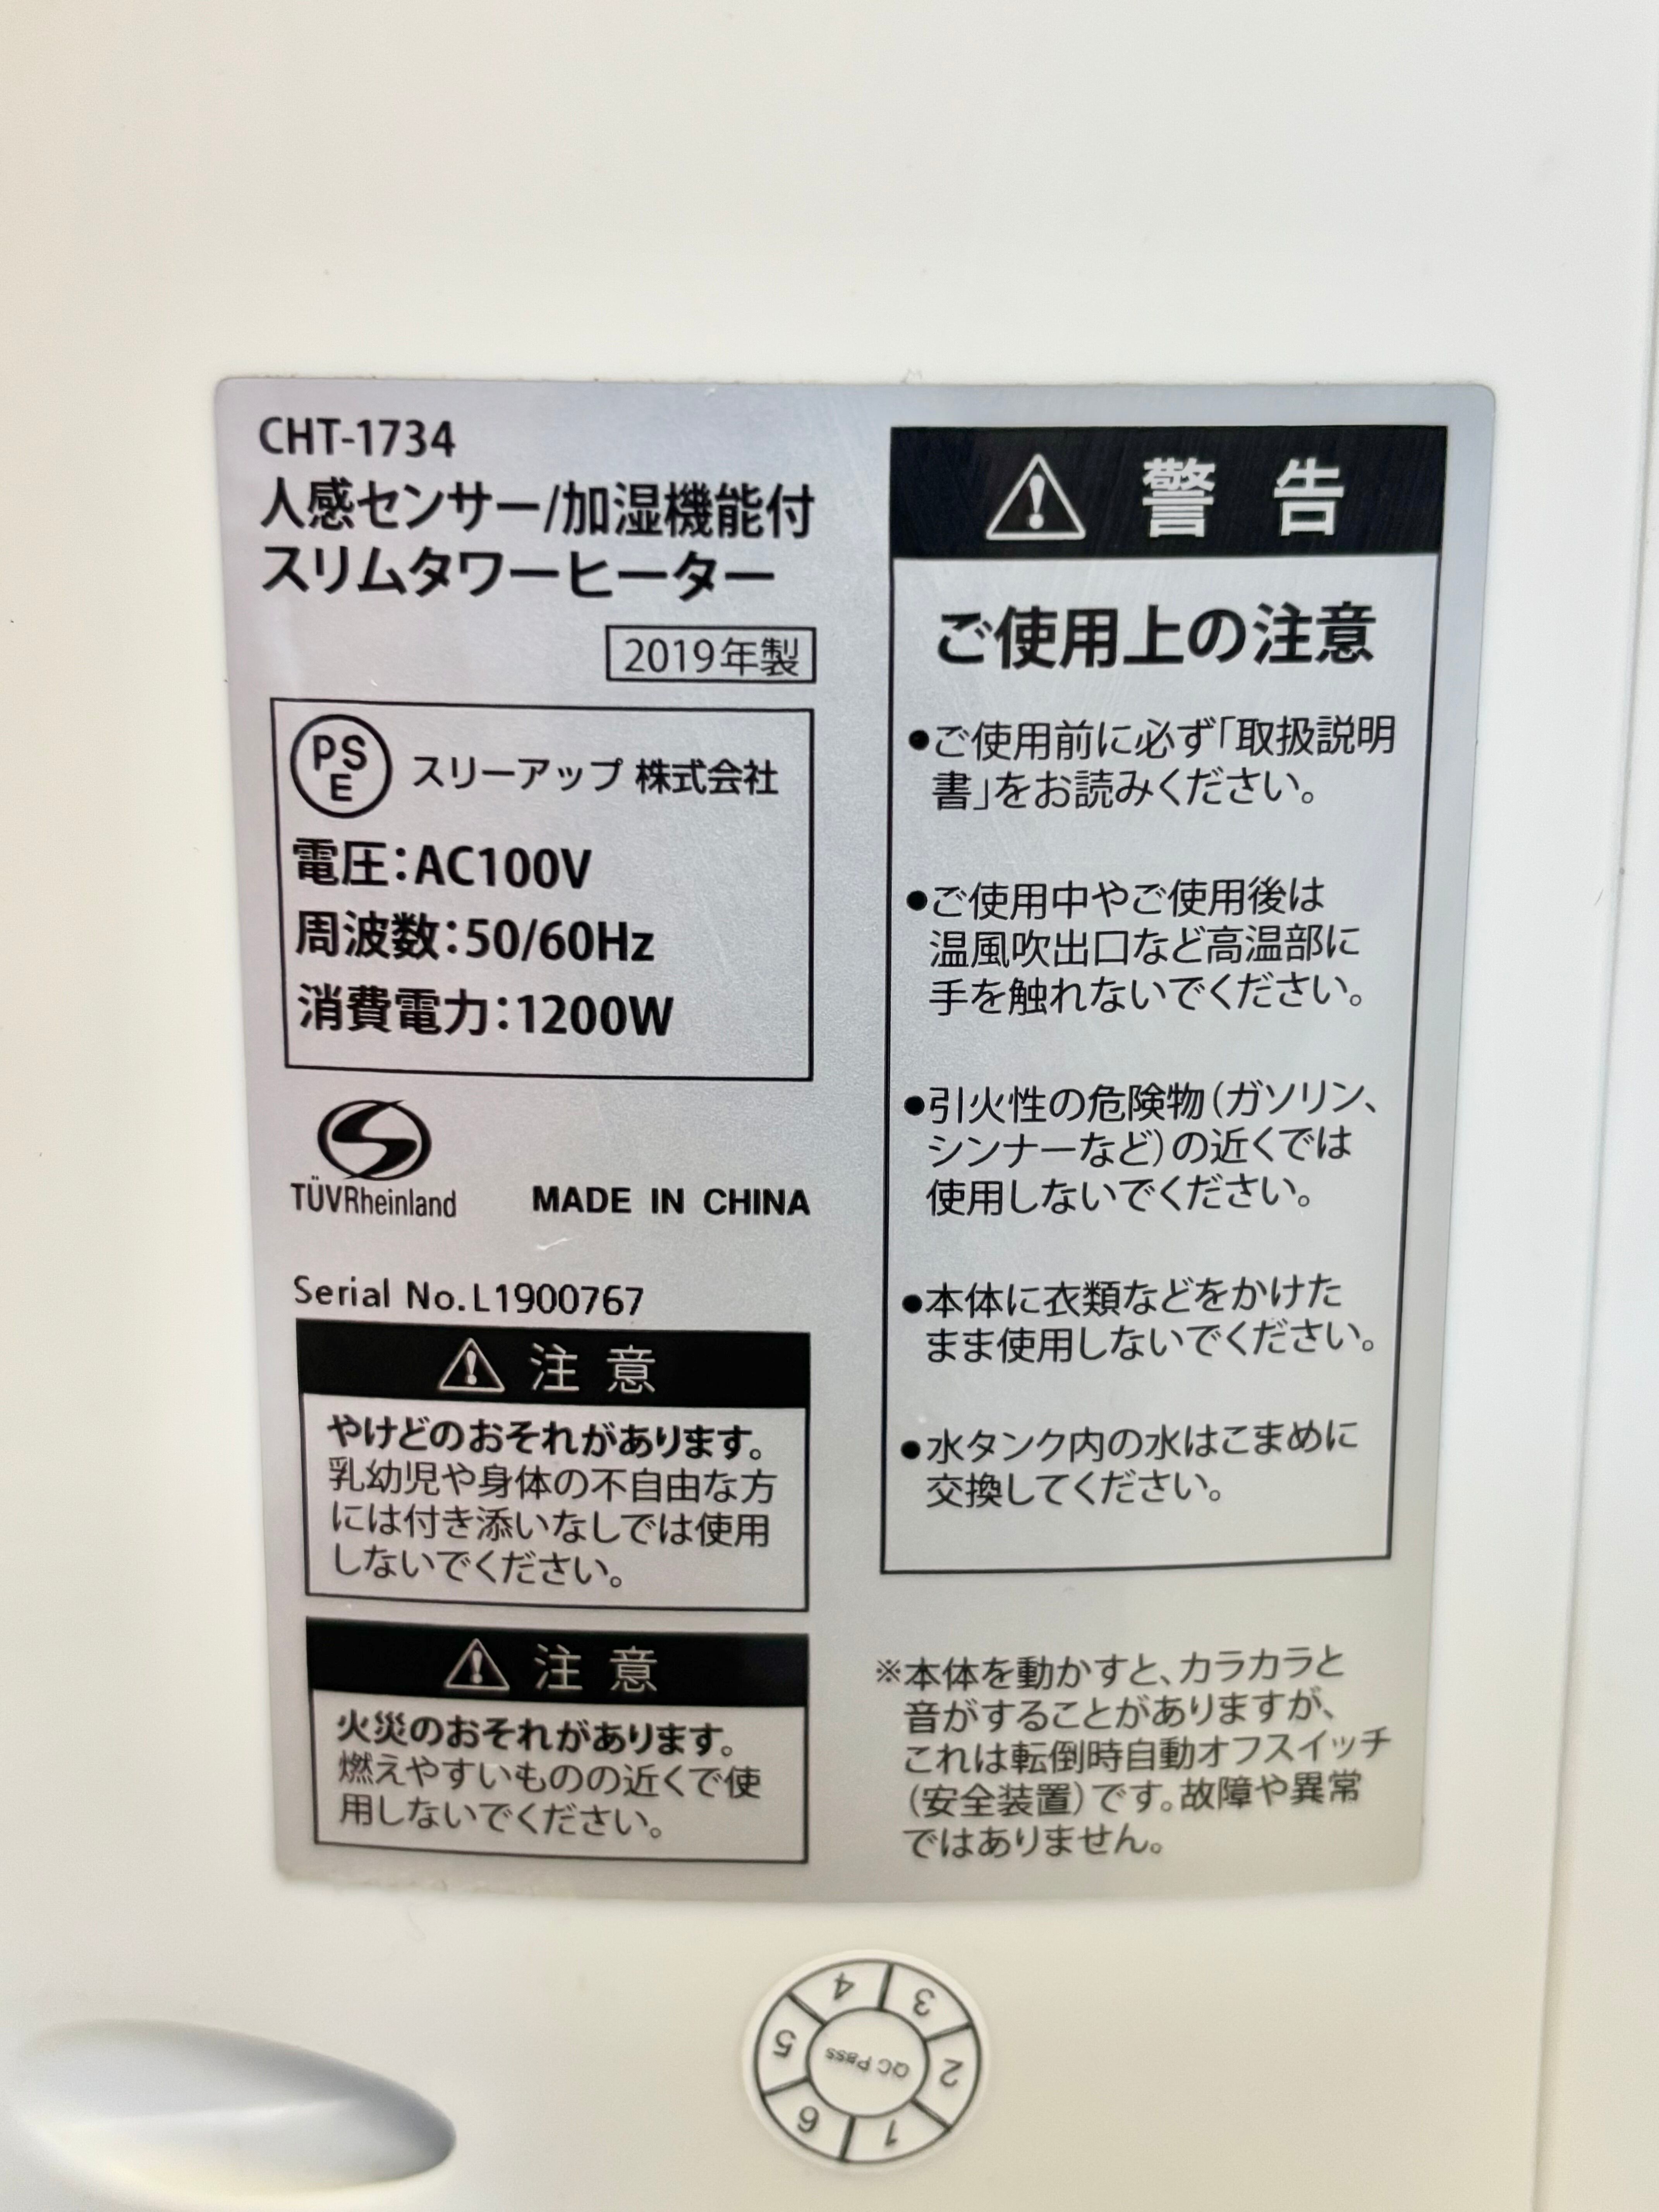 CHT-1734
人感センサー/加湿機能付
スリムタワーヒーター
2019年製
PS
E
スリーアップ 株式会社
電圧:AC100V
周波数:50/60Hz
消費電力:1200W
TÜVRheinland
MADE IN CHINA
Serial No.L1900767
注意
やけどのおそれがあります。
乳幼児や身体の不自由な方
には付き添いなしでは使用
しないでください。
注意
火災のおそれがあります。
燃えやすいものの近くで使
用しないでください。
警告
ご使用上の注意
●ご使用前に必ず「取扱説明
書」をお読みください。
●ご使用中やご使用後は
温風吹出口など高温部に
手を触れないでください。
●引火性の危険物(ガソリン、
シンナーなど)の近くでは
使用しないでください。
●本体に衣類などをかけた
まま使用しないでください。
●水タンク内の水はこまめに
交換してください。
※本体を動かすと、カラカラと
音がすることがありますが、
これは転倒時自動オフスイッチ
(安全装置)です。故障や異常
ではありません。
QC Pass
1
2
3
4
5
6